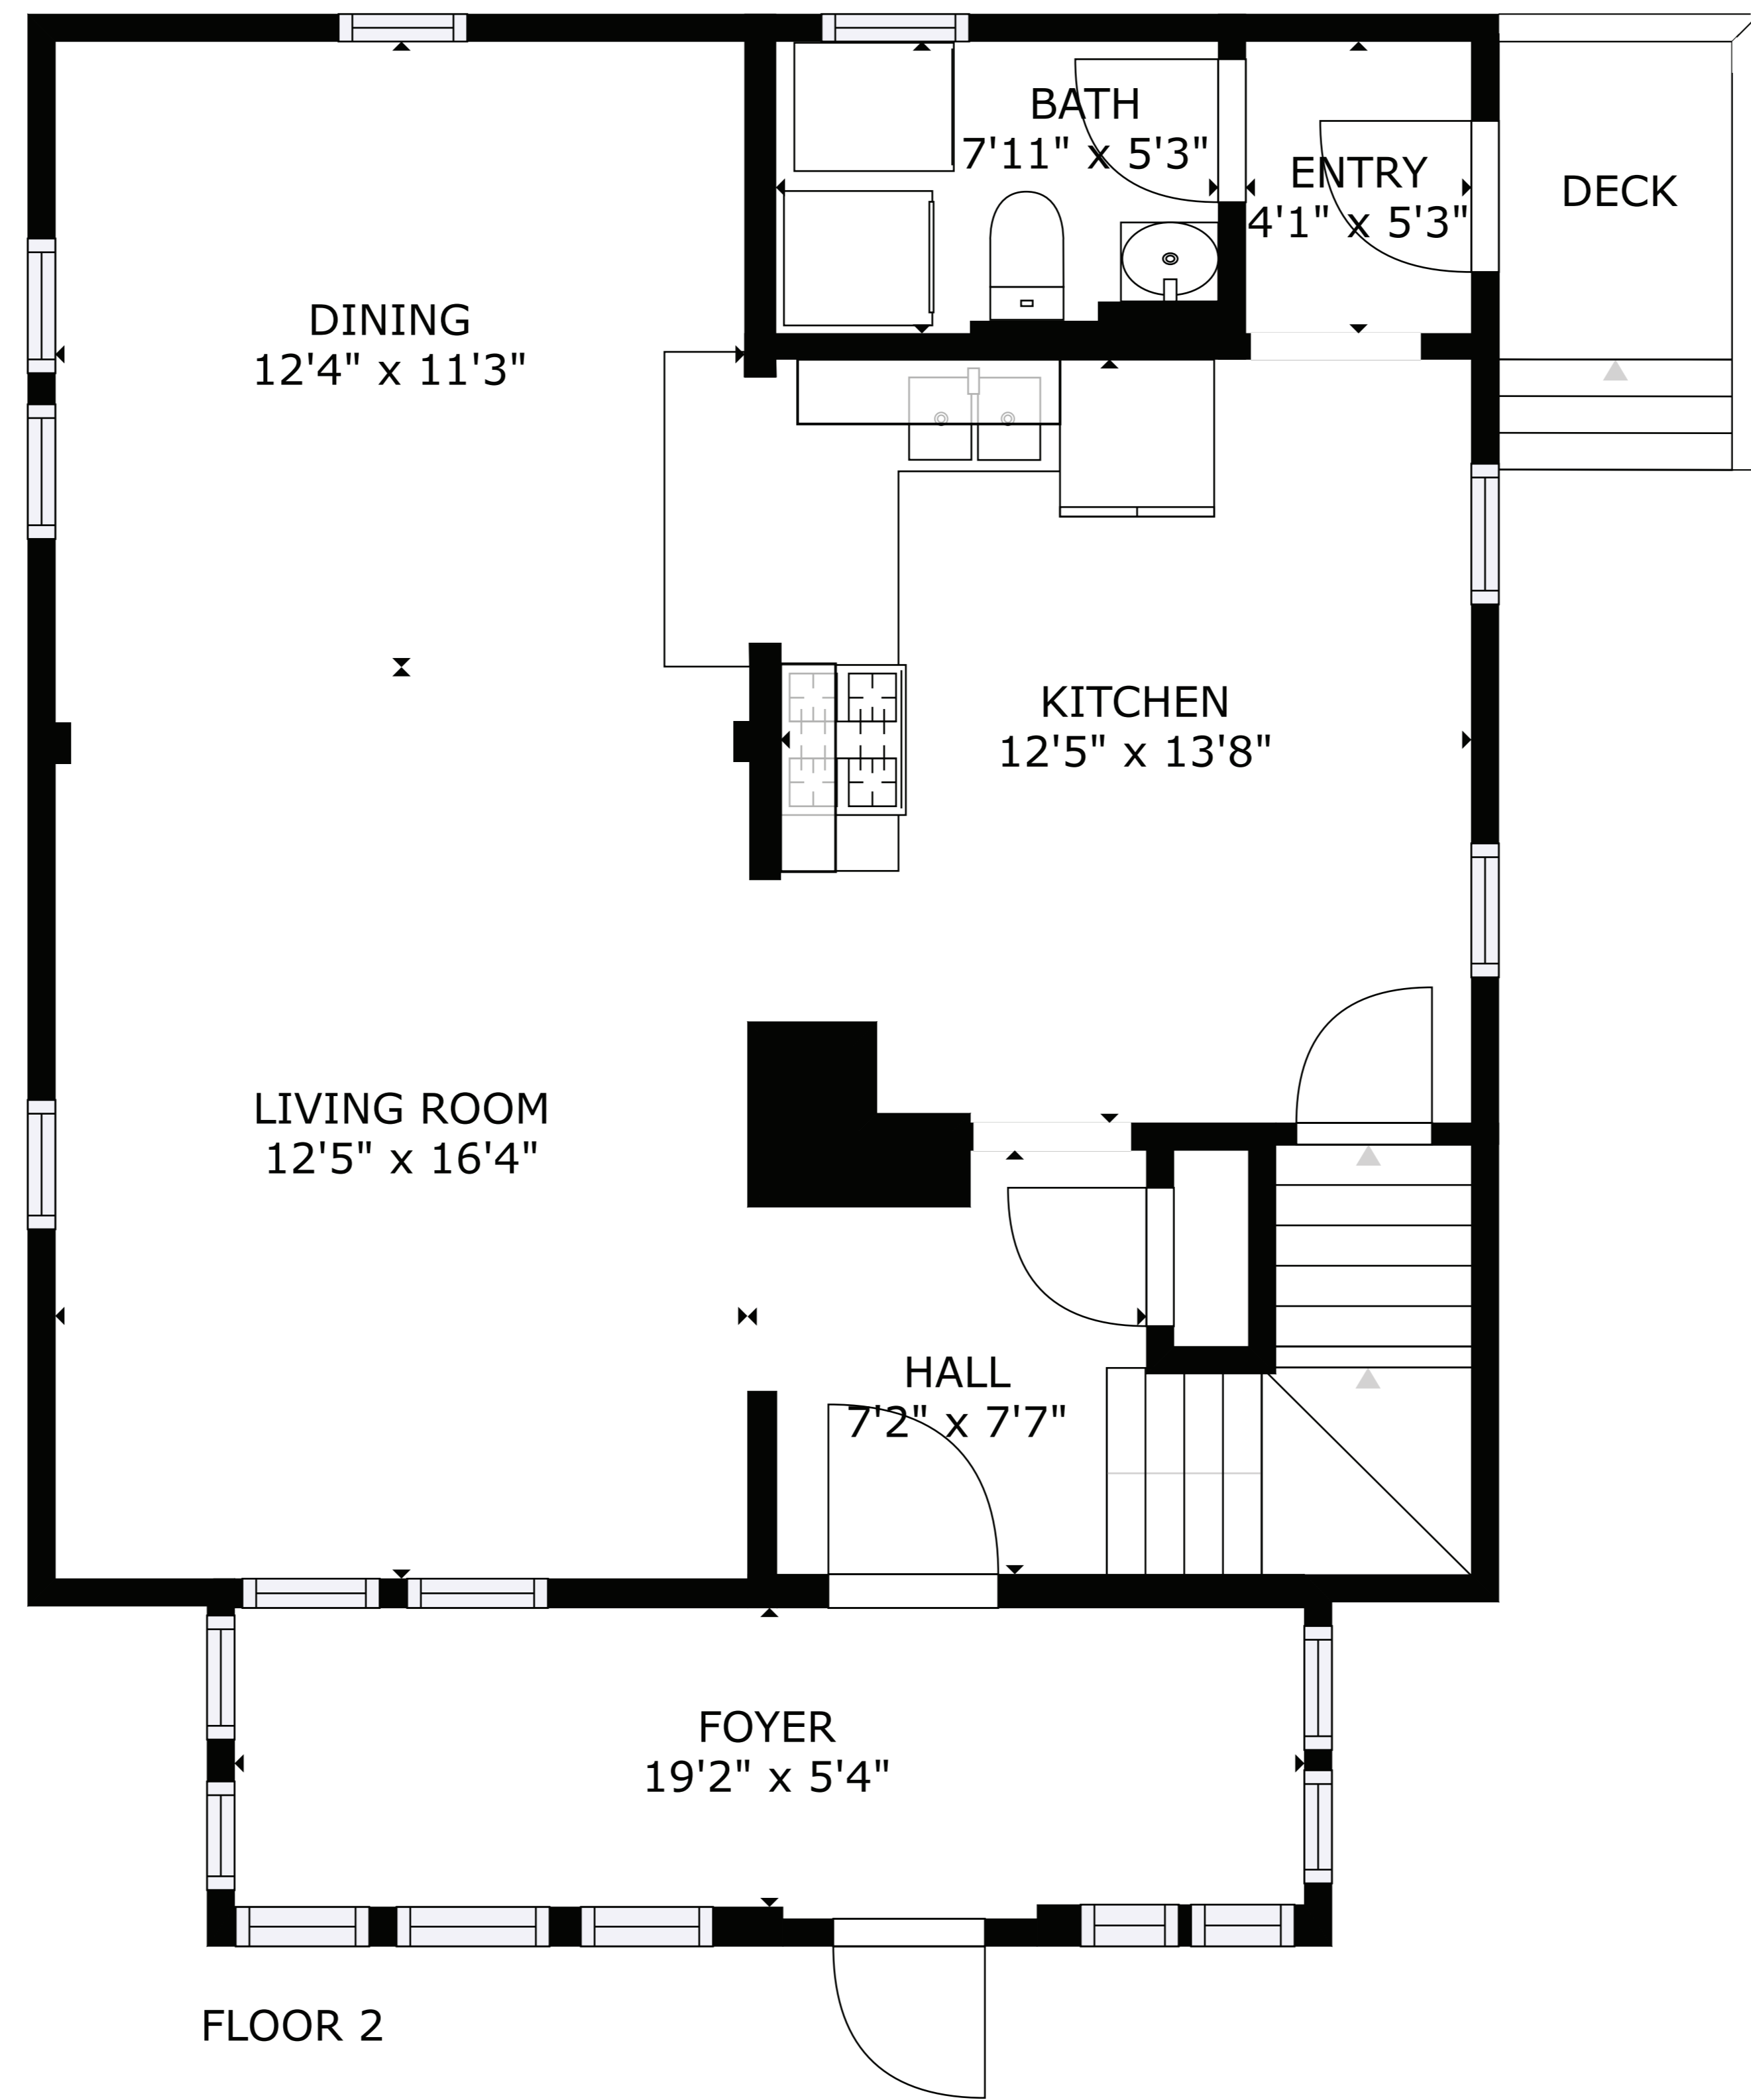 BATH
7'11" x 5'3"
ENTRY
4'1" x 5'3"
DECK
DINING
12'4" x 11'3"
KITCHEN
12'5" x 13'8"
LIVING ROOM
12'5" x 16'4"
HALL
7'2" x 7'7"
FOYER
19'2" x 5'4"
FLOOR 2